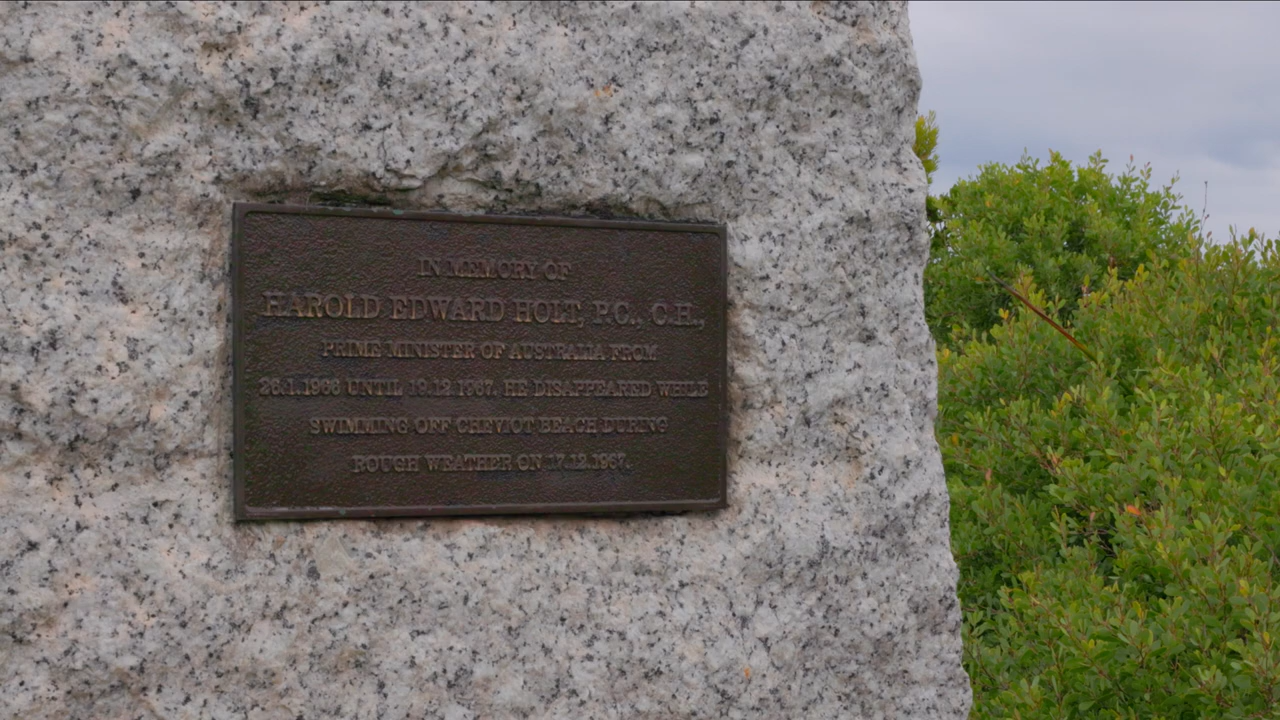 IN MEMORY OF
HAROLD EDWARD HOLT, P.C., C.H.,
PRIME MINISTER OF AUSTRALIA FROM
26.1.1966 UNTIL 19.12.1967. HE DISAPPEARED WHILE
SWIMMING OFF CHEVIOT BEACH DURING
ROUGH WEATHER ON 17.12.1967.